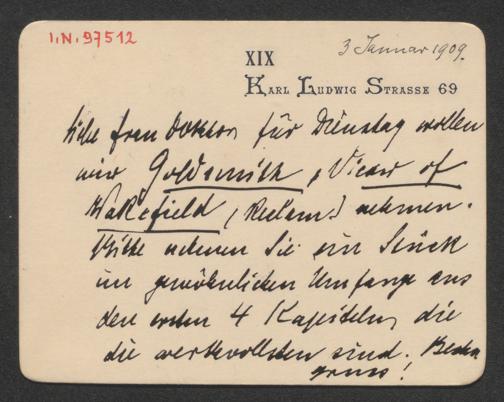 I.N. 97512
3 Januar 1909.
XIX
Karl Ludwig Strasse 69
Liebe Frau Doktor, für Dienstag wollen
wir Goldsmith, Vicar of
Wakefield (Reclam) nehmen.
Bitte nehmen Sie ein Stück
im gewöhnlichen Umfange aus
den ersten 4 Kapiteln, die
die wertvollsten sind. Besten
gruss!